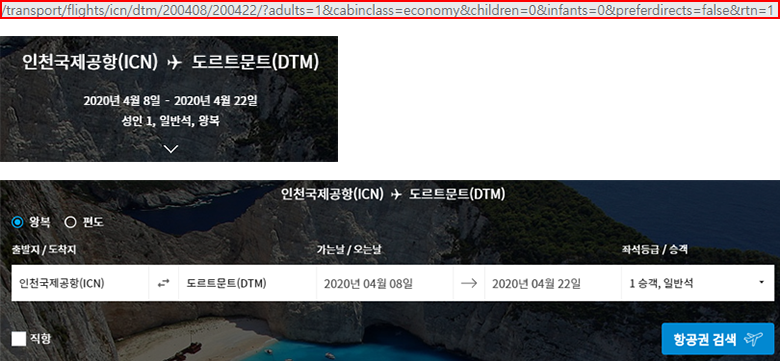 /transport/flights/icn/dtm/200408/200422/?adults=1&cabinclass=economy&children=0&infants=0&preferdirects=false&rtn=1
인천국제공항(ICN) ✈ 도르트문트(DTM)
2020년 4월 8일 - 2020년 4월 22일
성인 1, 일반석, 왕복
인천국제공항(ICN) ✈ 도르트문트(DTM)
왕복 편도
출발지 / 도착지 가는날 / 오는날 좌석등급 / 승객
인천국제공항(ICN) 도르트문트(DTM) 2020년 04월 08일 → 2020년 04월 22일 1 승객, 일반석
직항 항공권 검색